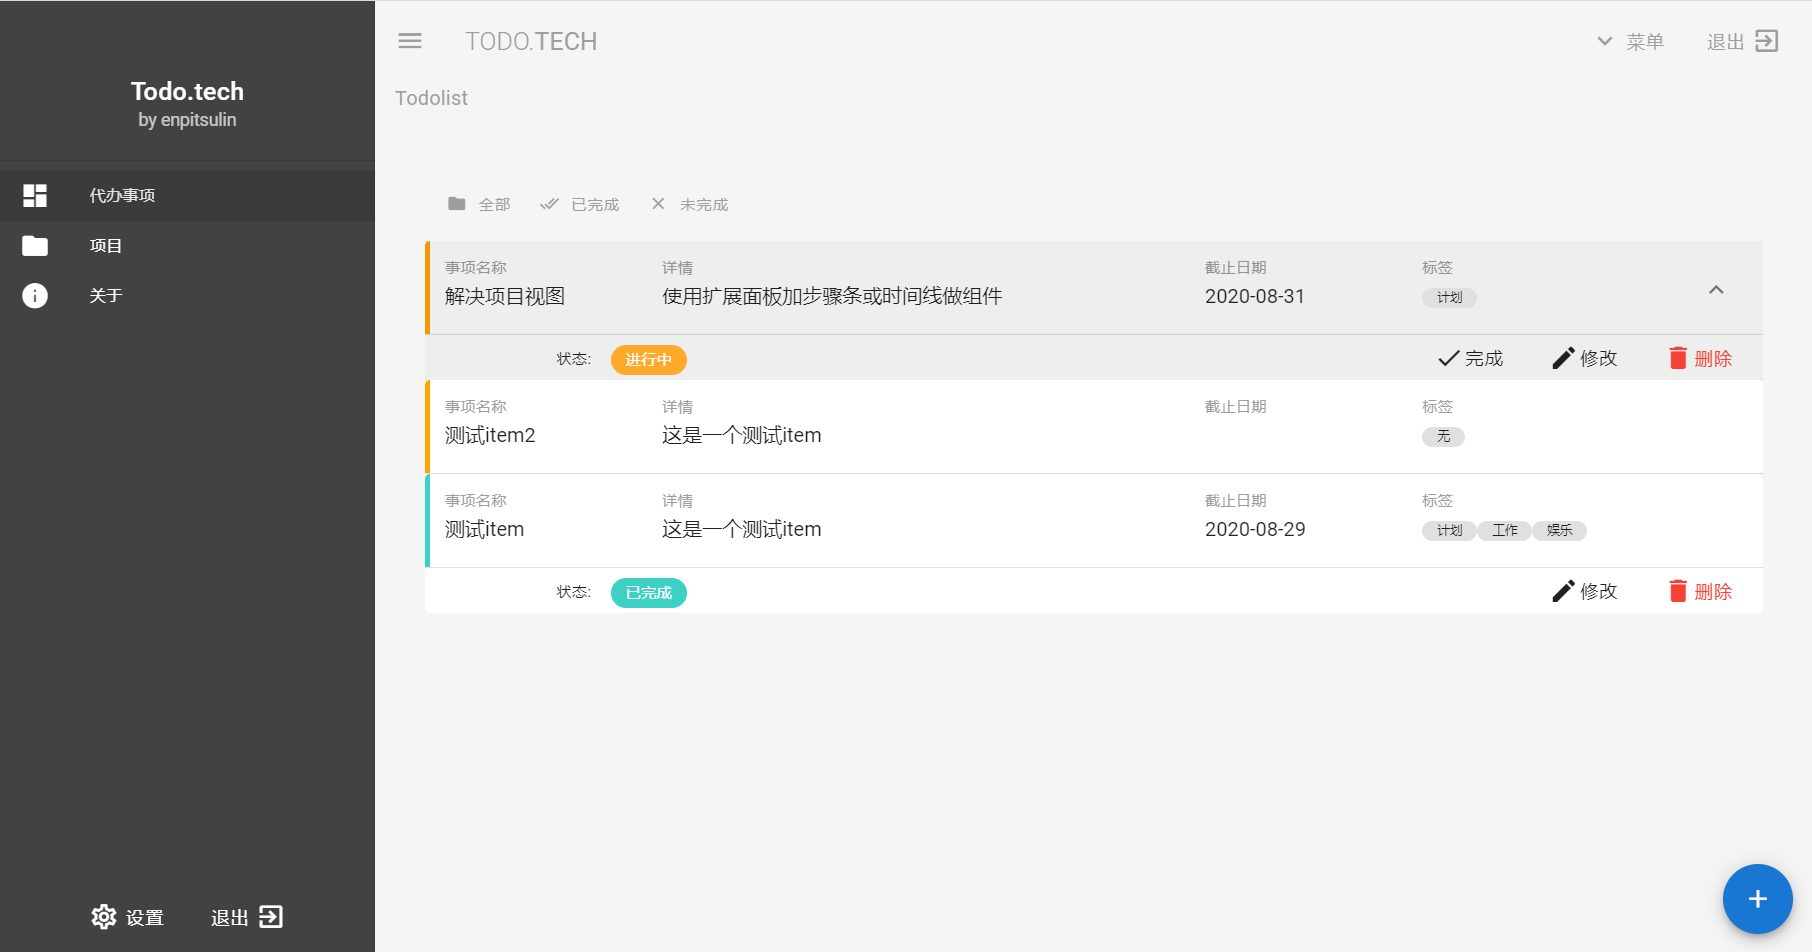 Todo.tech
by enpitsulin
代办事项
项目
关于
设置
退出
TODO.TECH
菜单
退出
Todolist
全部
已完成
未完成
事项名称 详情 截止日期 标签
解决项目视图 使用扩展面板加步骤条或时间线做组件 2020-08-31 计划
状态: 进行中 完成 修改 删除
事项名称 详情 截止日期 标签
测试item2 这是一个测试item 无
事项名称 详情 截止日期 标签
测试item 这是一个测试item 2020-08-29 计划 工作 娱乐
状态: 已完成 修改 删除